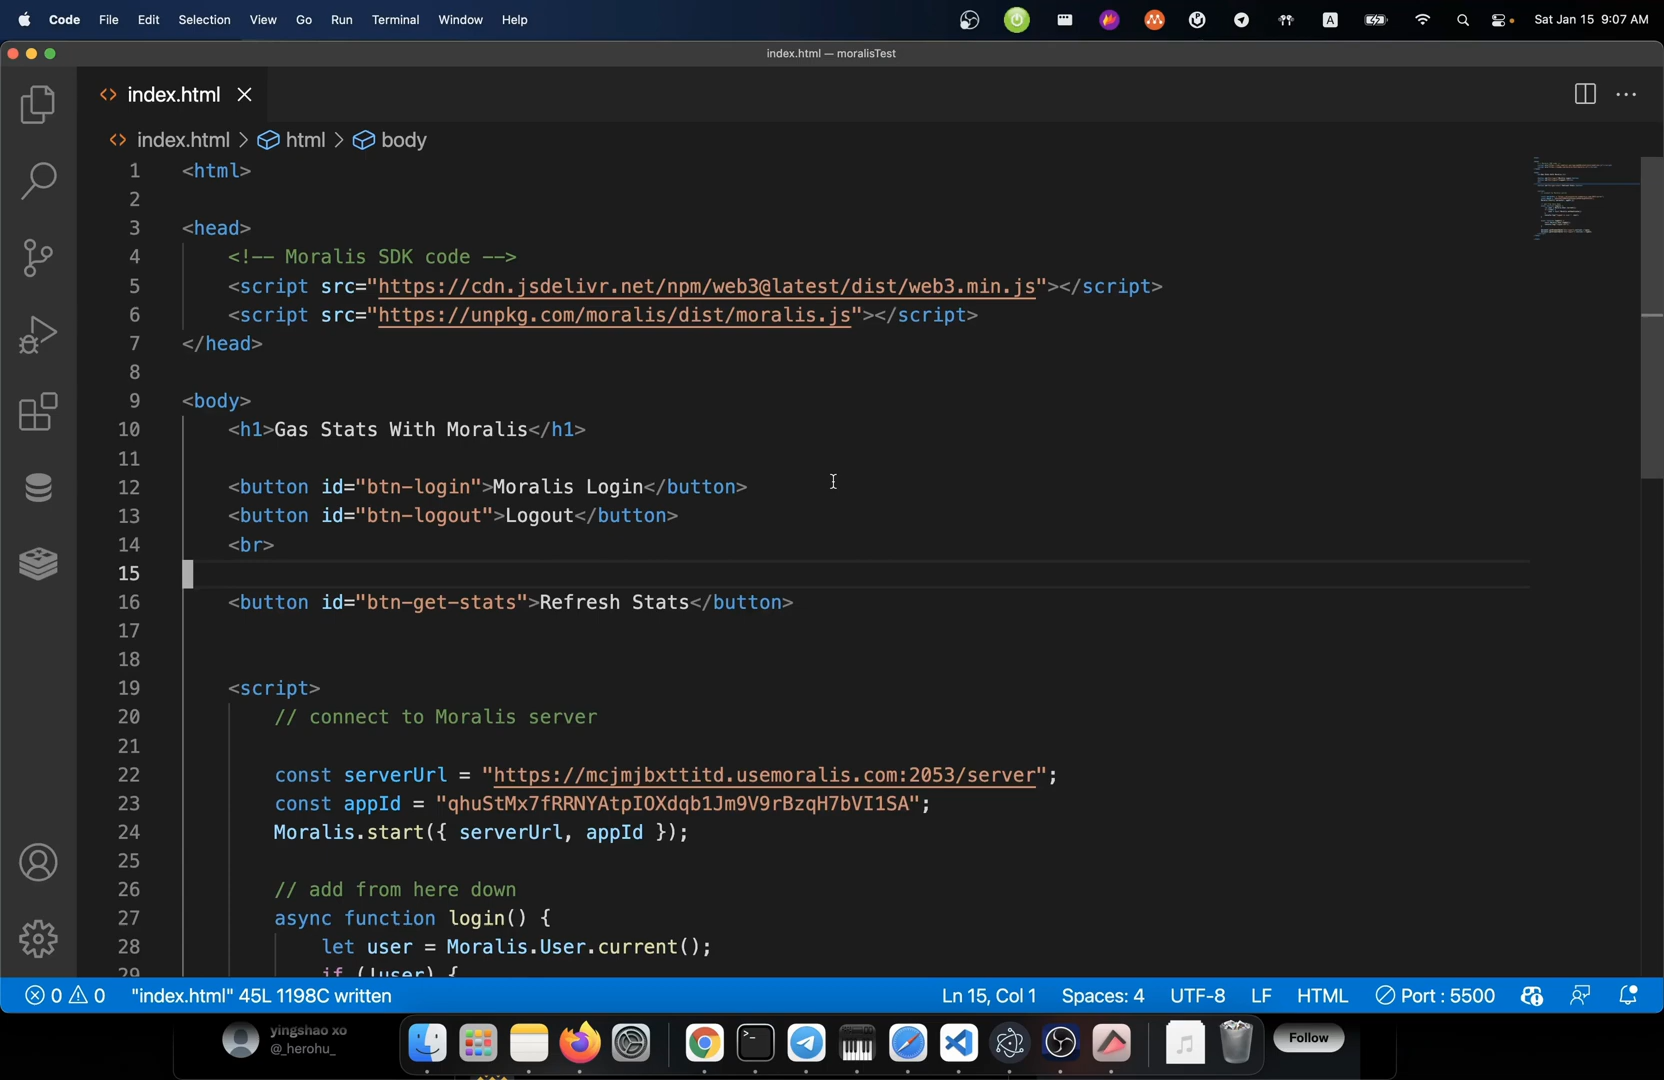 Code File Edit Selection View Go Run Terminal Window Help A Sat Jan 15 9:07 AM
index.html — moralisTest
index.html
index.html > html > body
1 <html>
2
3 <head>
4 <!-- Moralis SDK code -->
5 <script src="https://cdn.jsdelivr.net/npm/web3@latest/dist/web3.min.js"></script>
6 <script src="https://unpkg.com/moralis/dist/moralis.js"></script>
7 </head>
8
9 <body>
10 <h1>Gas Stats With Moralis</h1>
11
12 <button id="btn-login">Moralis Login</button>
13 <button id="btn-logout">Logout</button>
14 <br>
15
16 <button id="btn-get-stats">Refresh Stats</button>
17
18
19 <script>
20 // connect to Moralis server
21
22 const serverUrl = "https://mcjmjbxttitd.usemoralis.com:2053/server";
23 const appId = "qhuStMx7fRRNYAtpIOXdqb1Jm9V9rBzqH7bVI1SA";
24 Moralis.start({ serverUrl, appId });
25
26 // add from here down
27 async function login() {
28 let user = Moralis.User.current();
29 if (!user) {
0 0 "index.html" 45L 1198C written Ln 15, Col 1 Spaces: 4 UTF-8 LF HTML Port : 5500
yingshao xo
@_herohu_
Follow